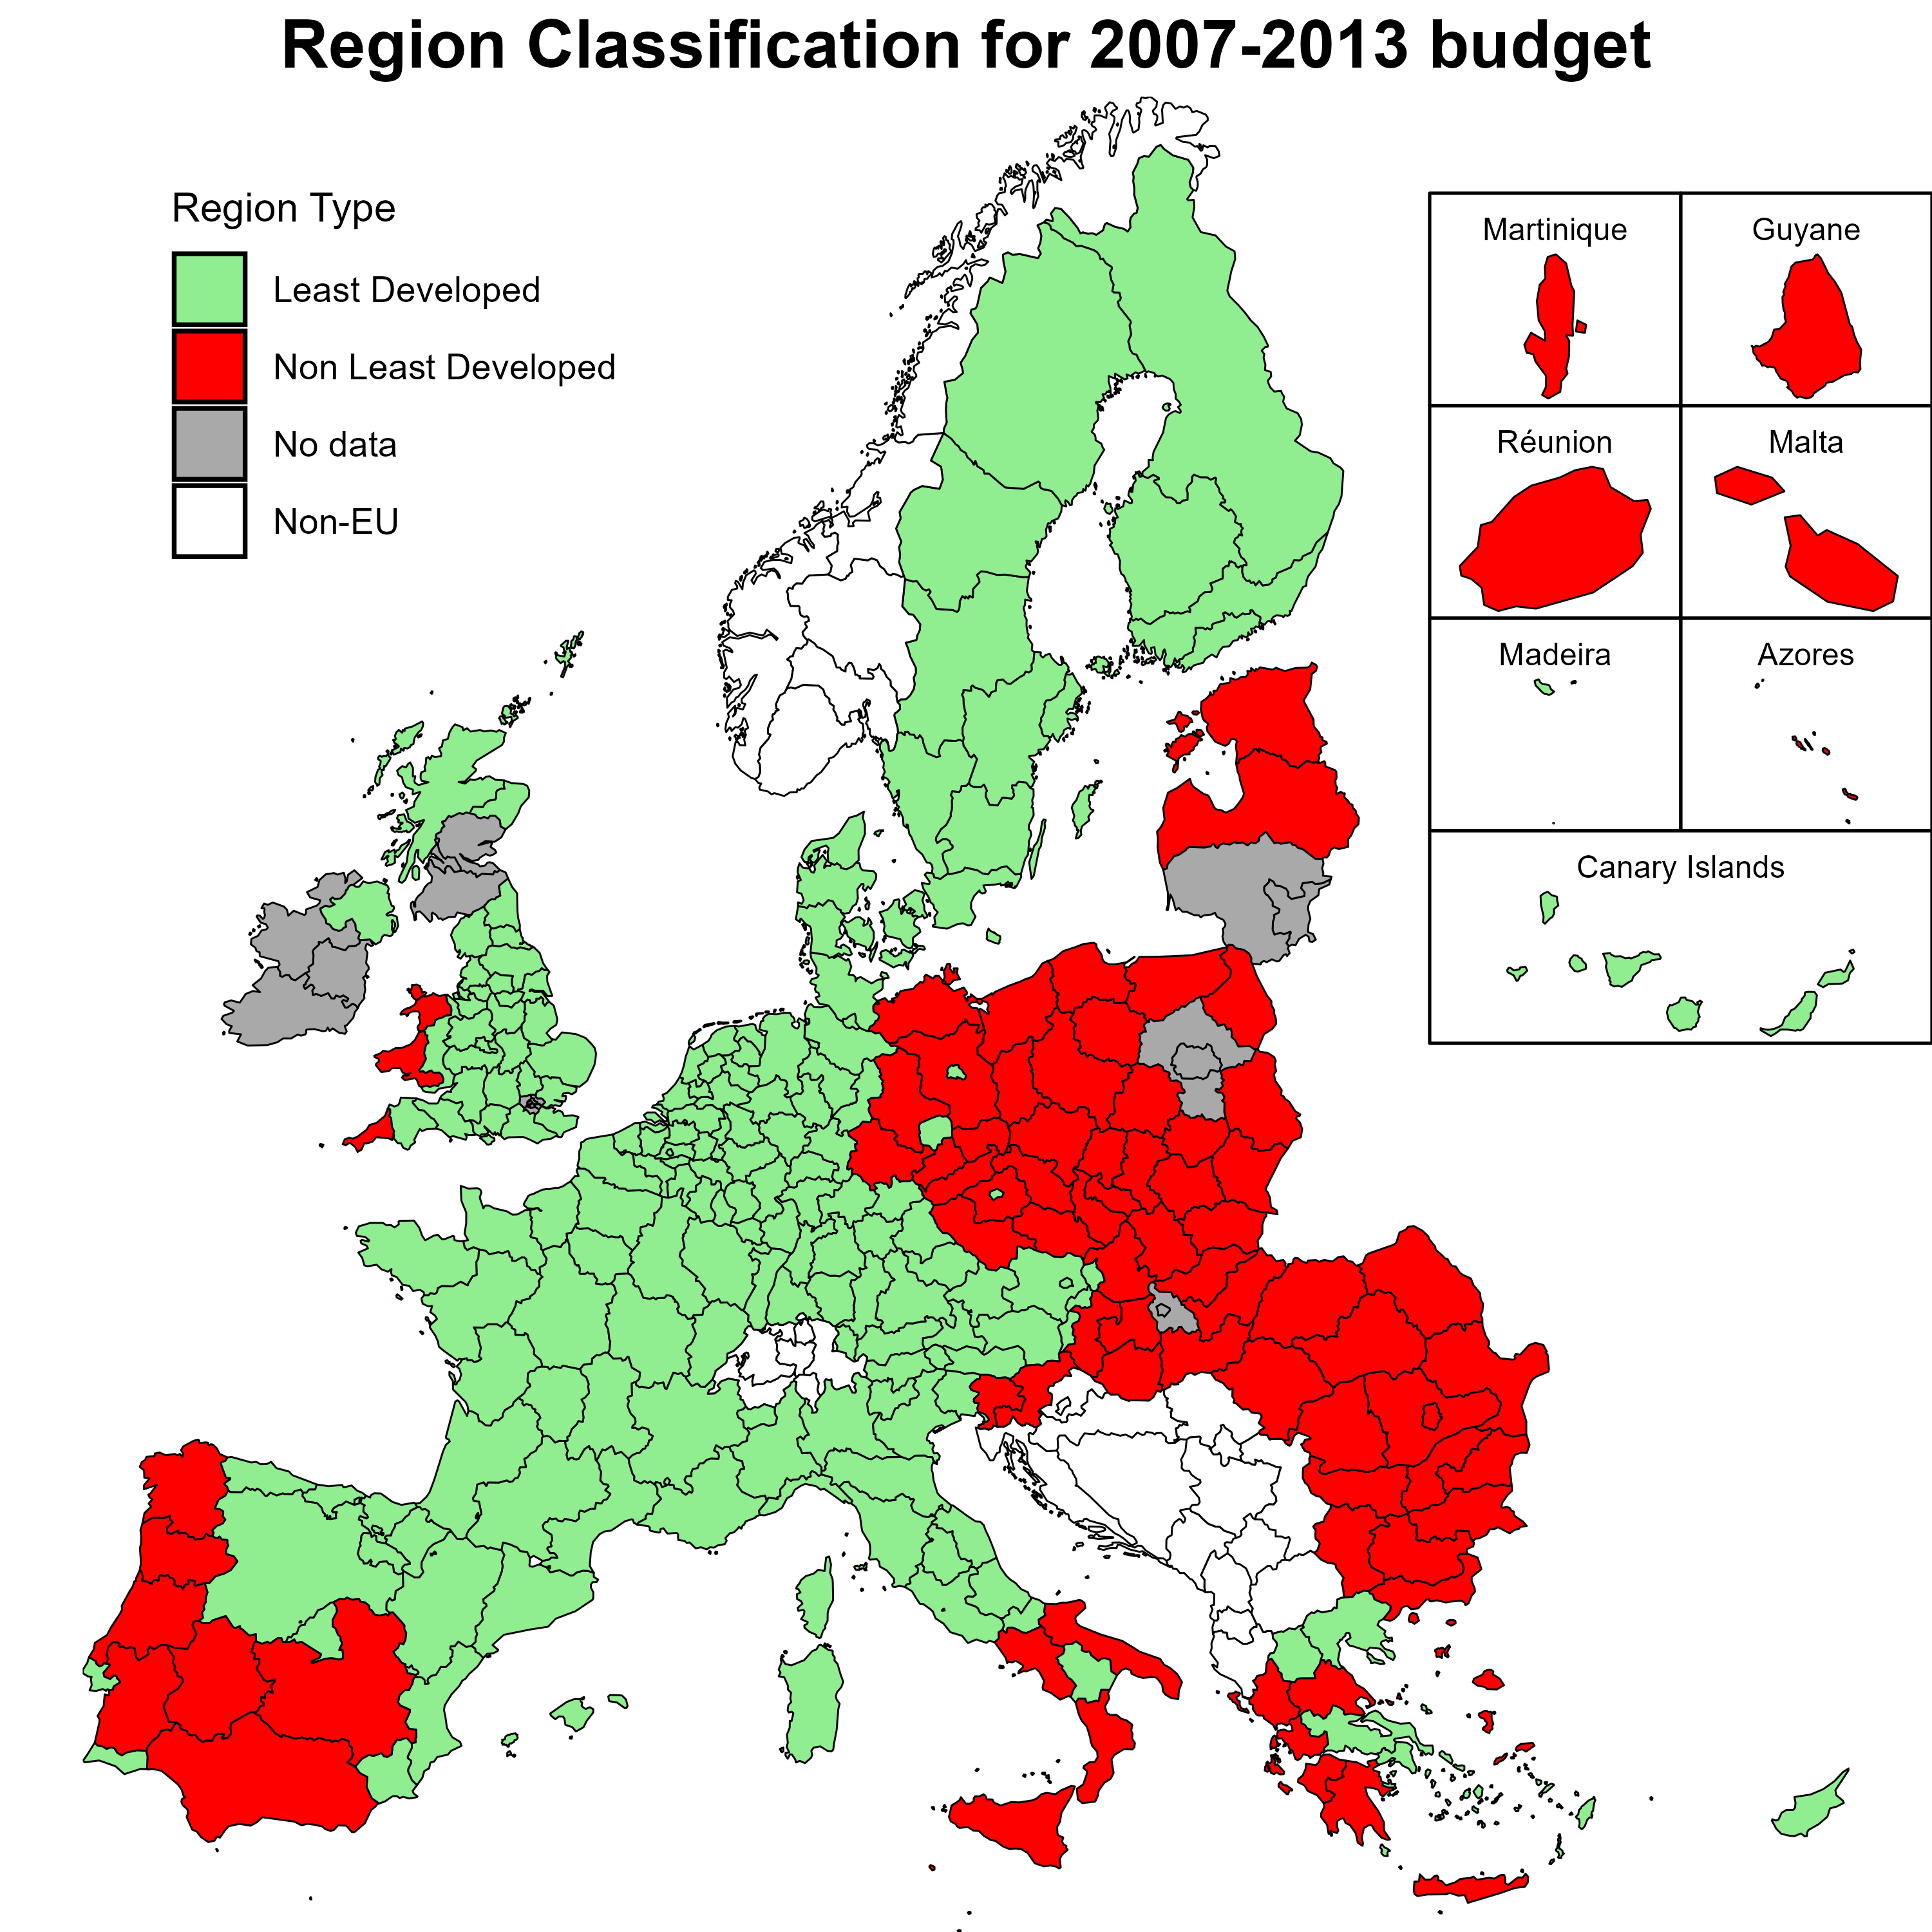 Region Classification for 2007-2013 budget
Region Type
Least Developed
Non Least Developed
No data
Non-EU
Martinique
Guyane
Réunion
Malta
Madeira
Azores
Canary Islands